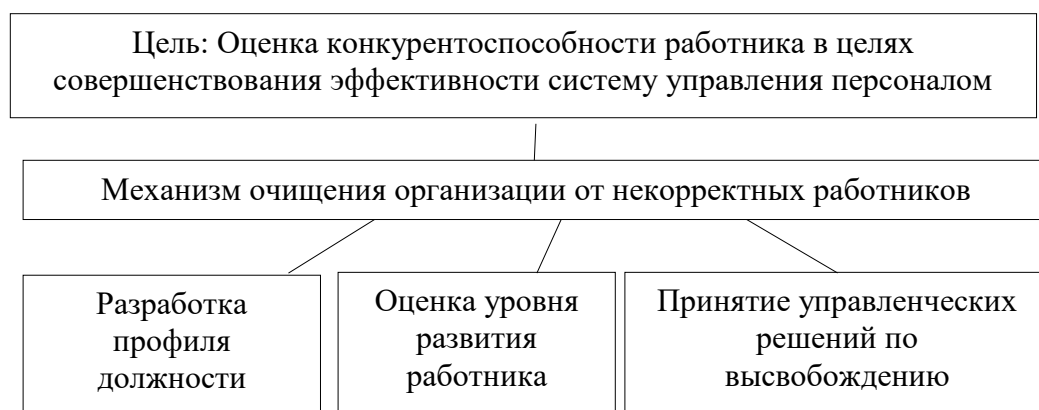 Цель: Оценка конкурентоспособности работника в целях
совершенствования эффективности систему управления персоналом
Механизм очищения организации от некорректных работников
Разработка
профиля
должности
Оценка уровня
развития
работника
Принятие управленческих
решений по
высвобождению